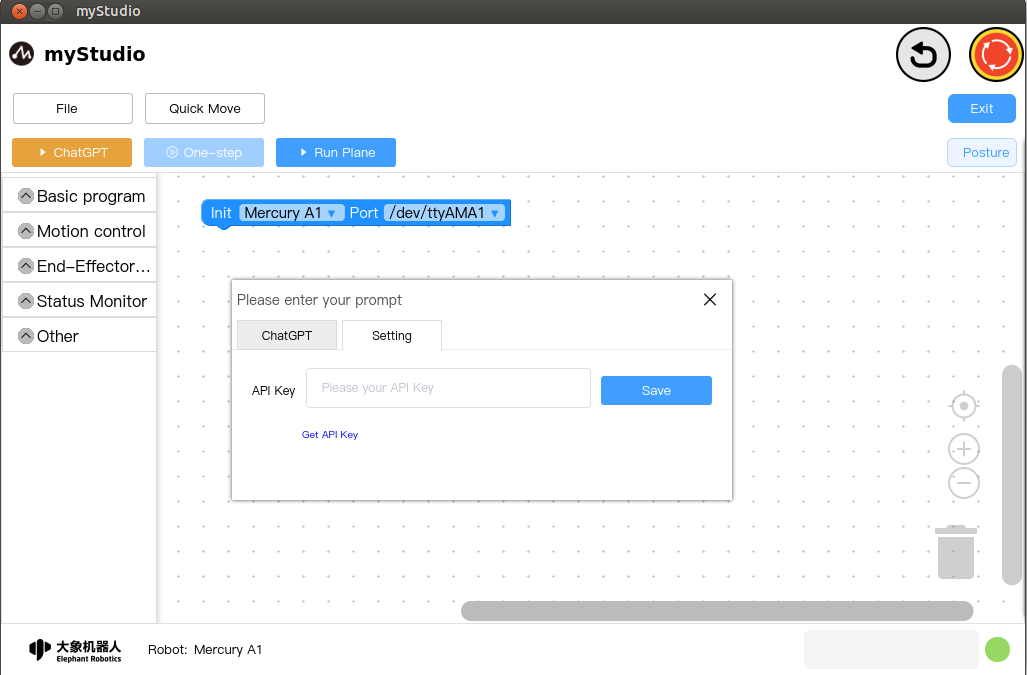 myStudio
myStudio
File
Quick Move
Exit
ChatGPT
One-step
Run Plane
Posture
Basic program
Motion control
End-Effector...
Status Monitor
Other
Init Mercury A1 Port /dev/ttyAMA1
Please enter your prompt
ChatGPT
Setting
API Key
Please your API Key
Save
Get API Key
大象机器人
Elephant Robotics
Robot: Mercury A1